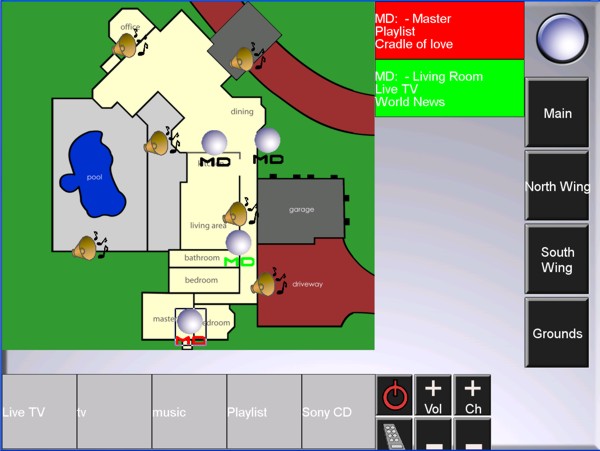 office
MD: - Master
Playlist
Cradle of love
MD: - Living Room
Live TV
World News
dining
Main
MD
MD
pool
North Wing
living area
garage
MD
South
Wing
bathroom
bedroom
driveway
master
MD
Grounds
Live TV
tv
music
Playlist
Sony CD
+
Vol
+
Ch